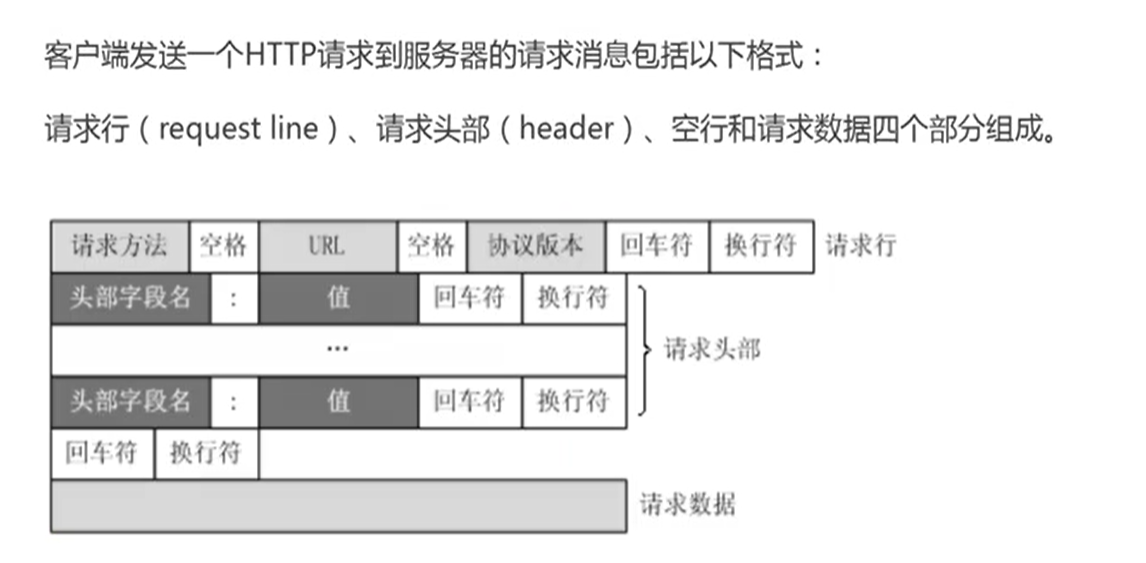 客户端发送一个HTTP请求到服务器的请求消息包括以下格式：
请求行（request line）、请求头部（header）、空行和请求数据四个部分组成。
请求方法 空格 URL 空格 协议版本 回车符 换行符 请求行
头部字段名 : 值 回车符 换行符
... 请求头部
头部字段名 : 值 回车符 换行符
回车符 换行符
请求数据